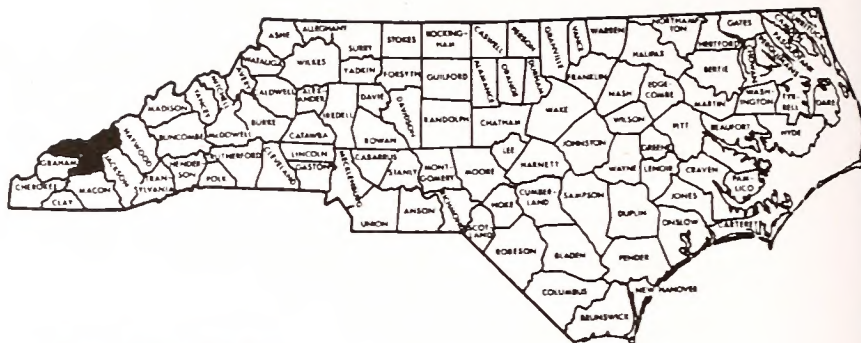 ASHE
ALLEGHANY
SURRY
STOKES
ROCKING-
HAM
CASWELL
PERSON
GRANVILLE
VANCE
WARREN
NORTHAMP
TON
GATES
HERTFORD
HALIFAX
BERTIE
WATAUGA
WILKES
YADKIN
FORSYTH
GUILFORD
ALAMANCE
ORANGE
DURHAM
FRANKLIN
NASH
EDGE-
COMBE
MARTIN
WASH-
INGTON
TYR-
RELL
DARE
MADISON
YANCEY
MITCHELL
AVERY
CALDWELL
ALEX-
ANDER
IREDELL
DAVIE
DAVIDSON
RANDOLPH
CHATHAM
WAKE
WILSON
PITT
BEAUFORT
HYDE
HAYWOOD
BUNCOMBE
McDOWELL
BURKE
CATAWBA
ROWAN
LEE
JOHNSTON
GREENE
GRAHAM
JACKSON
HENDER-
SON
RUTHERFORD
CLEVELAND
LINCOLN
GASTON
MECKLENBURG
CABARRUS
STANLY
MONT-
GOMERY
MOORE
HARNETT
WAYNE
LENOIR
CRAVEN
PAM-
LICO
CHEROKEE
CLAY
MACON
TRAN-
SYLVANIA
POLK
UNION
ANSON
RICHMOND
HOKE
SCOT-
LAND
CUMBER-
LAND
SAMPSON
DUPLIN
JONES
ONSLOW
CARTERET
ROBESON
BLADEN
PENDER
COLUMBUS
NEW HANOVER
BRUNSWICK